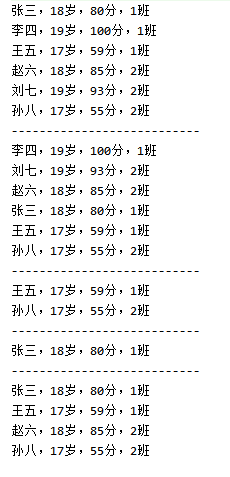 张三，18岁，80分，1班
李四，19岁，100分，1班
王五，17岁，59分，1班
赵六，18岁，85分，2班
刘七，19岁，93分，2班
孙八，17岁，55分，2班
---------------------------
李四，19岁，100分，1班
刘七，19岁，93分，2班
赵六，18岁，85分，2班
张三，18岁，80分，1班
王五，17岁，59分，1班
孙八，17岁，55分，2班
---------------------------
王五，17岁，59分，1班
孙八，17岁，55分，2班
---------------------------
张三，18岁，80分，1班
---------------------------
张三，18岁，80分，1班
王五，17岁，59分，1班
赵六，18岁，85分，2班
孙八，17岁，55分，2班